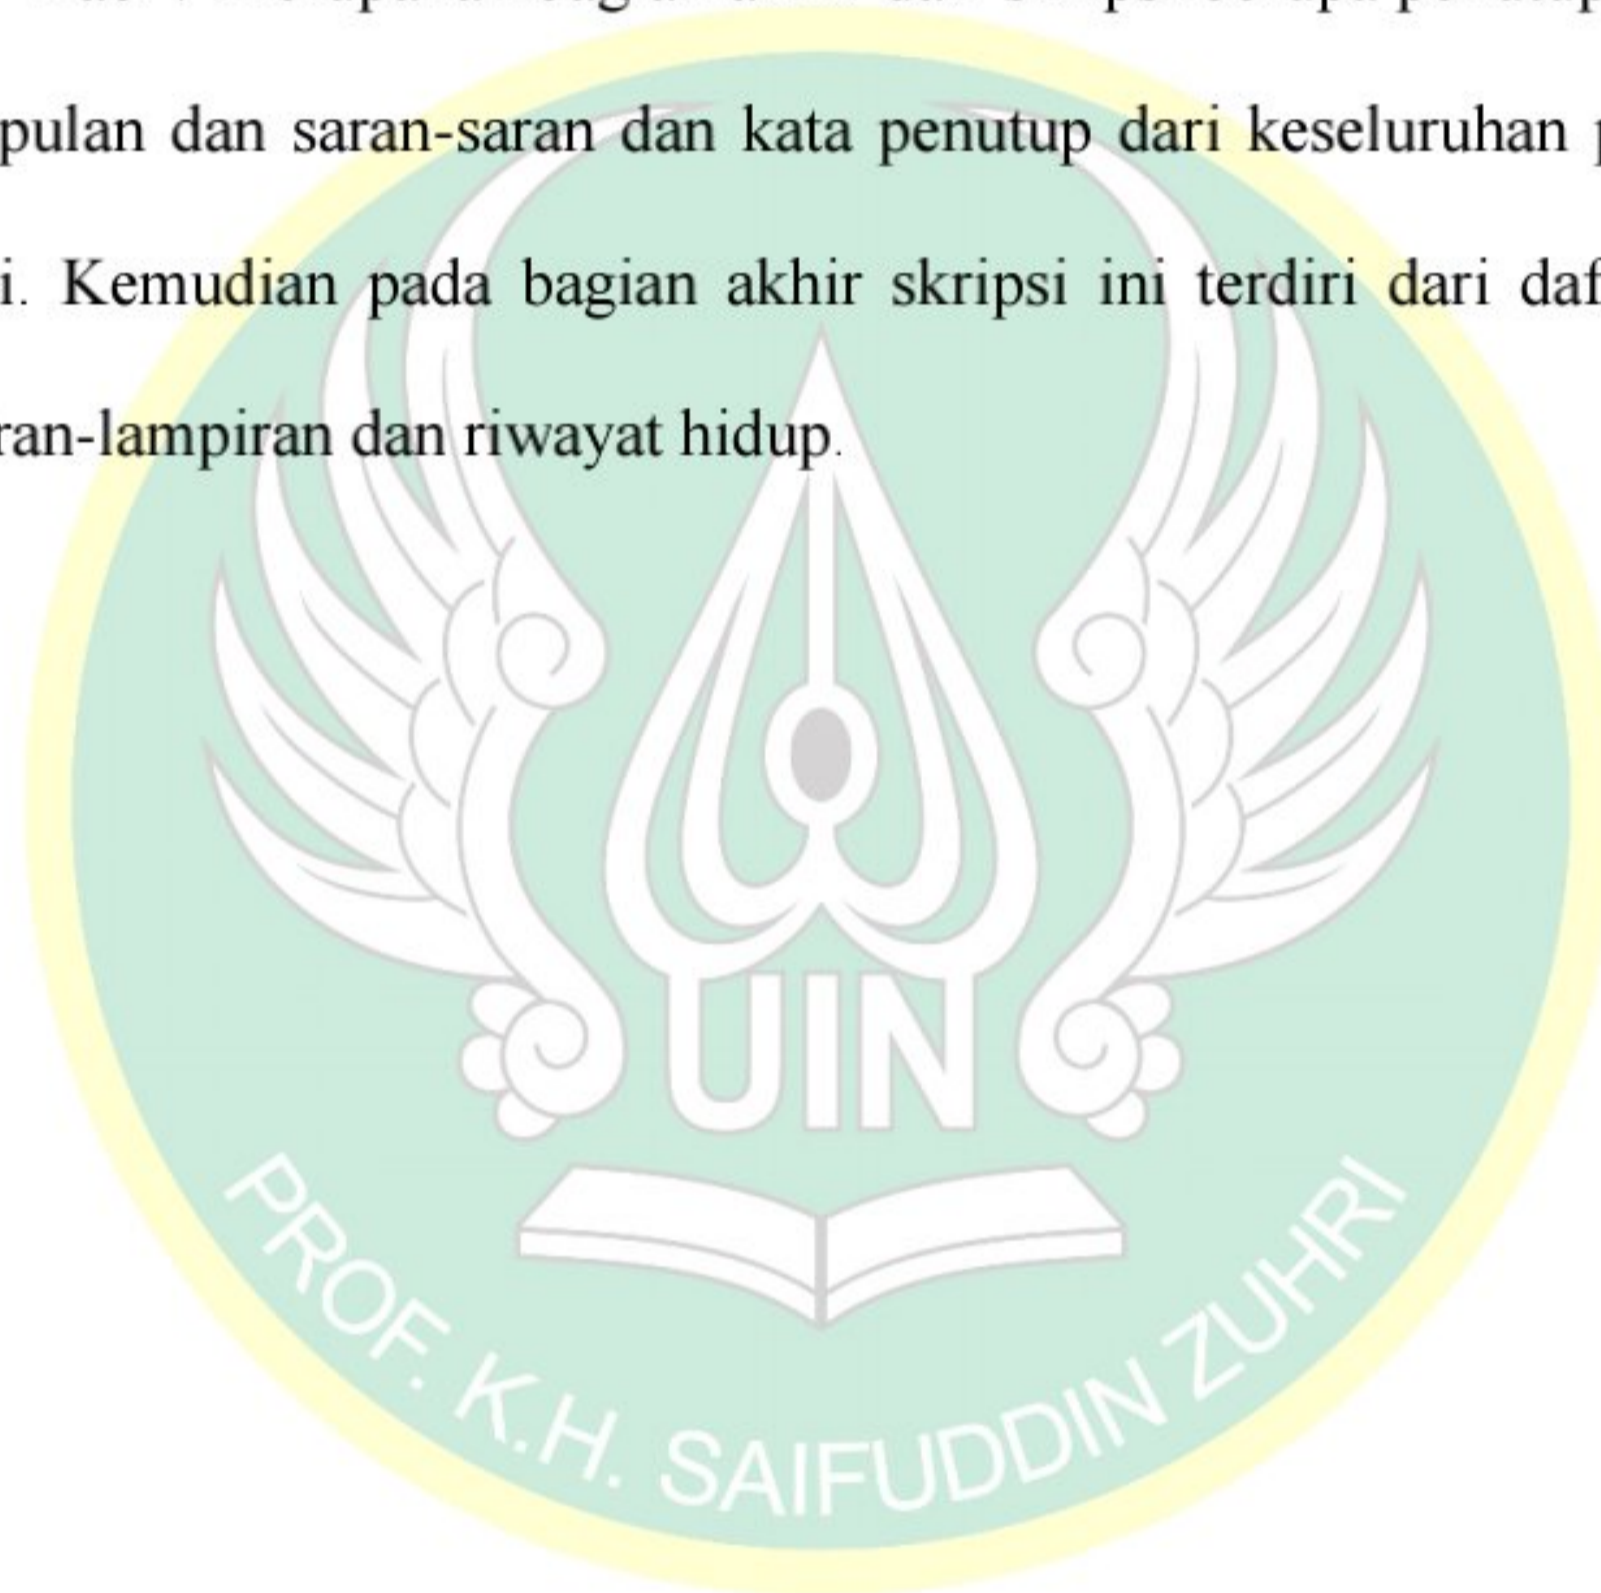 pulan dan saran-saran dan kata penutup dari keseluruhan
i. Kemudian pada bagian akhir skripsi ini terdiri dari daf
ran-lampiran dan riwayat hidup.
UIN
PROF. K.H. SAIFUDDIN ZUHRI